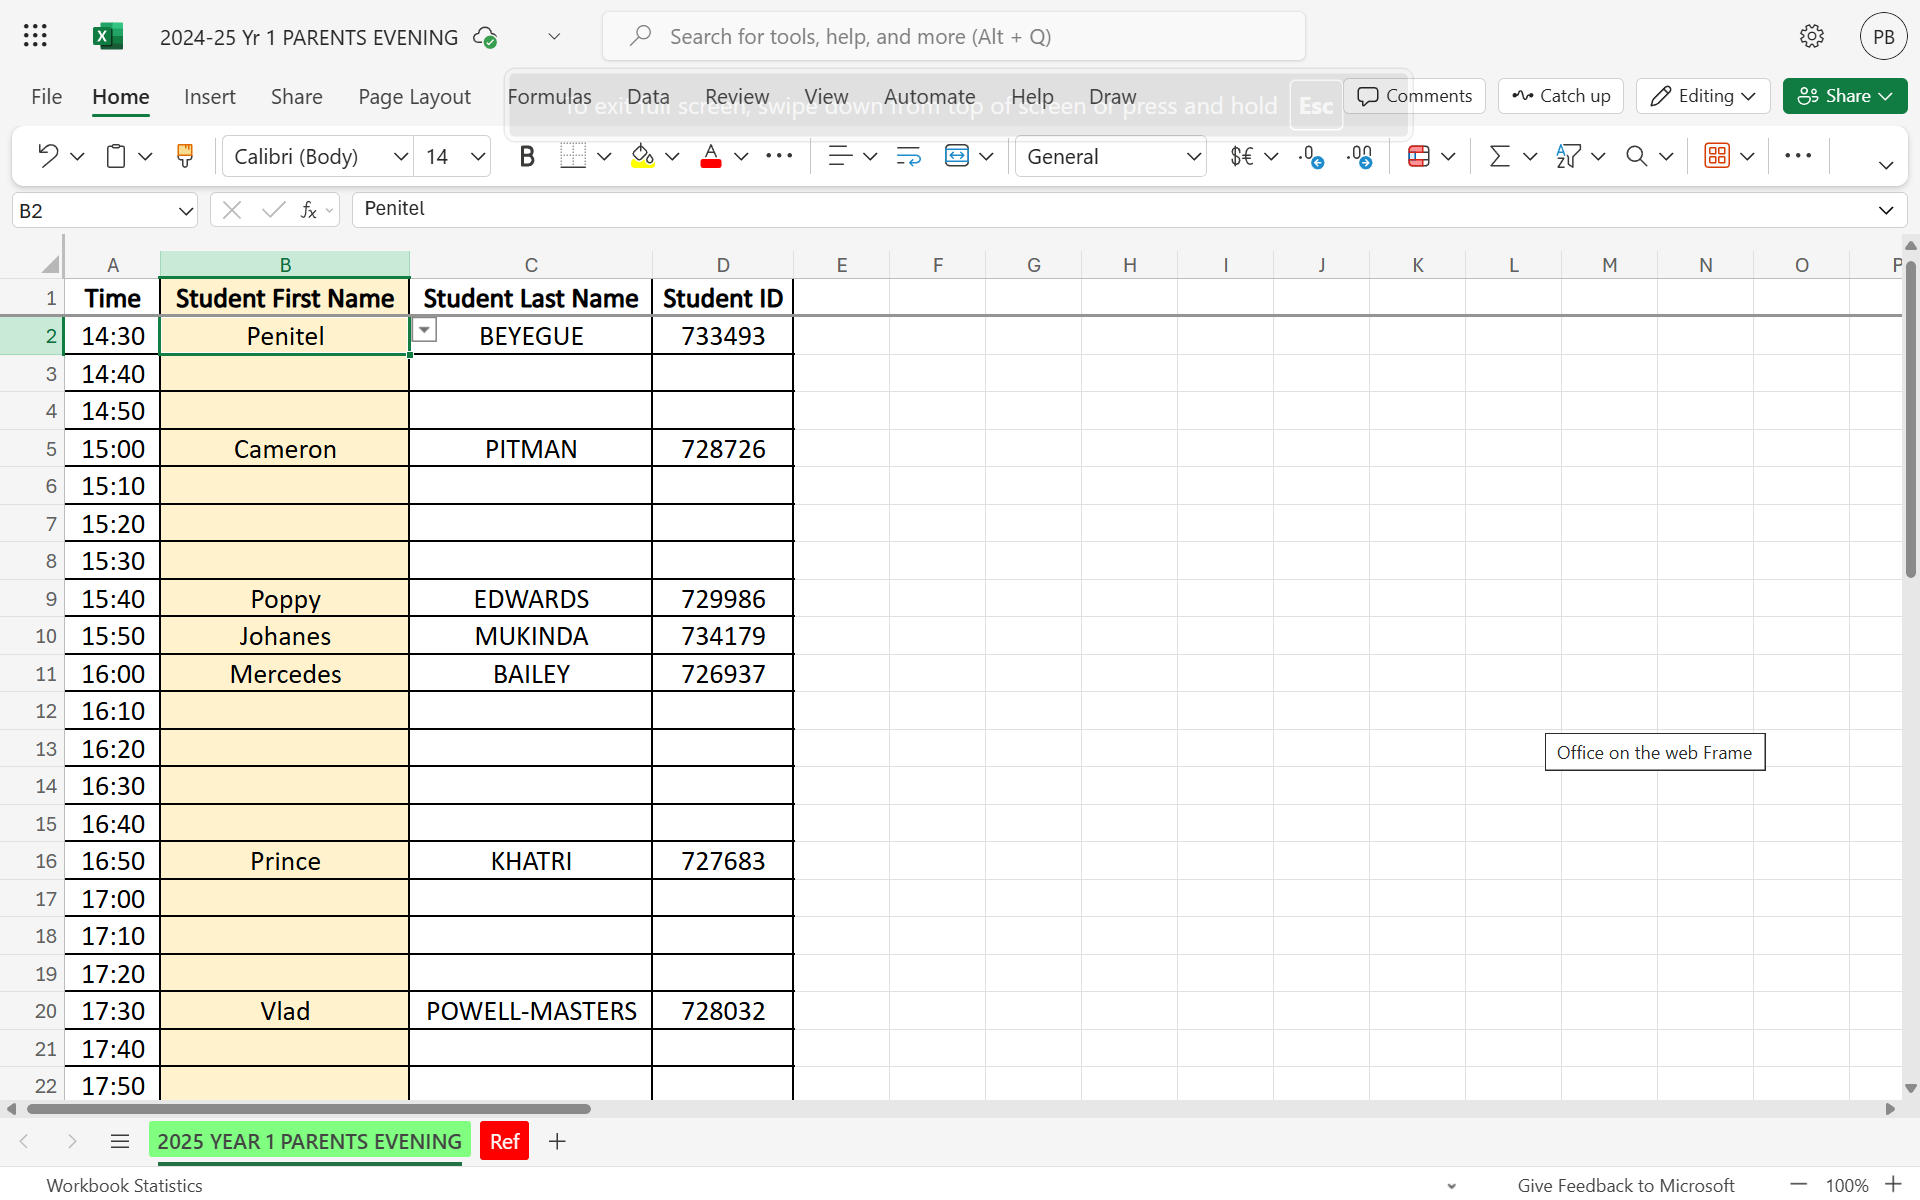 2024-25 Yr 1 PARENTS EVENING
Search for tools, help, and more (Alt + Q)
PB
File Home Insert Share Page Layout Formulas Data Review View Automate Help Draw
To exit full screen, swipe down from top of screen or press and hold Esc
Comments Catch up Editing Share
Calibri (Body) 14 B A General $€
B2 fx Penitel
A B C D E F G H I J K L M N O P
1 Time Student First Name Student Last Name Student ID
2 14:30 Penitel BEYEGUE 733493
3 14:40
4 14:50
5 15:00 Cameron PITMAN 728726
6 15:10
7 15:20
8 15:30
9 15:40 Poppy EDWARDS 729986
10 15:50 Johanes MUKINDA 734179
11 16:00 Mercedes BAILEY 726937
12 16:10
13 16:20
Office on the web Frame
14 16:30
15 16:40
16 16:50 Prince KHATRI 727683
17 17:00
18 17:10
19 17:20
20 17:30 Vlad POWELL-MASTERS 728032
21 17:40
22 17:50
2025 YEAR 1 PARENTS EVENING Ref
Workbook Statistics Give Feedback to Microsoft 100%